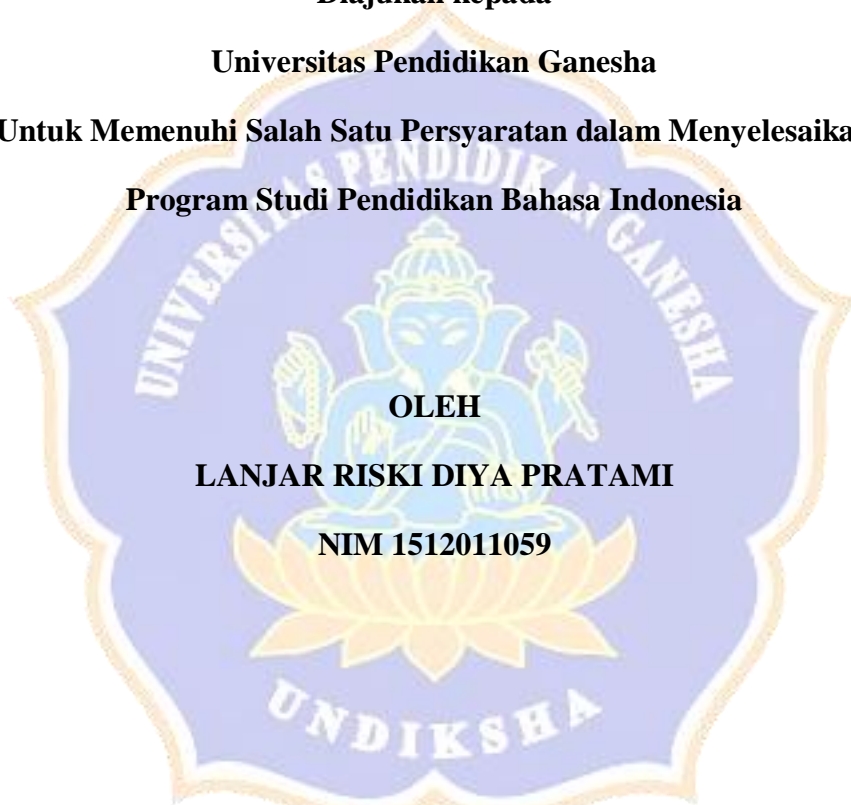 Diajukan kepada
Universitas Pendidikan Ganesha
Untuk Memenuhi Salah Satu Persyaratan dalam Menyelesaika
Program Studi Pendidikan Bahasa Indonesia
UNIVERSITAS PENDIDIKAN GANESHA
OLEH
LANJAR RISKI DIYA PRATAMI
NIM 1512011059
UNDIKSHA